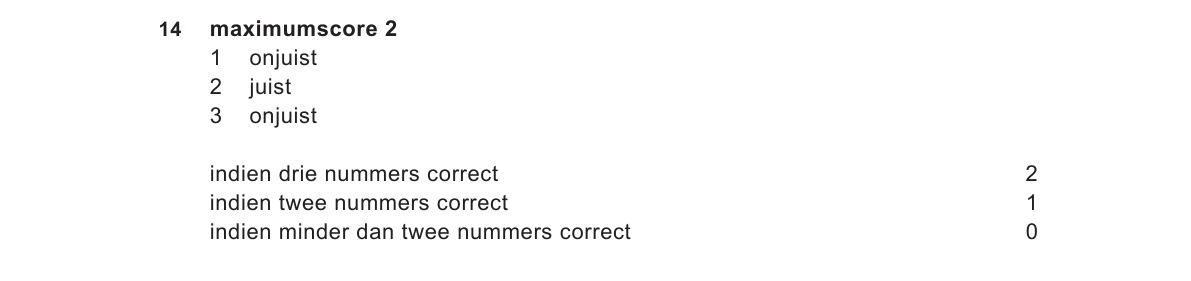 14 maximumscore 2
1 onjuist
2 juist
3 onjuist
indien drie nummers correct 2
indien twee nummers correct 1
indien minder dan twee nummers correct 0